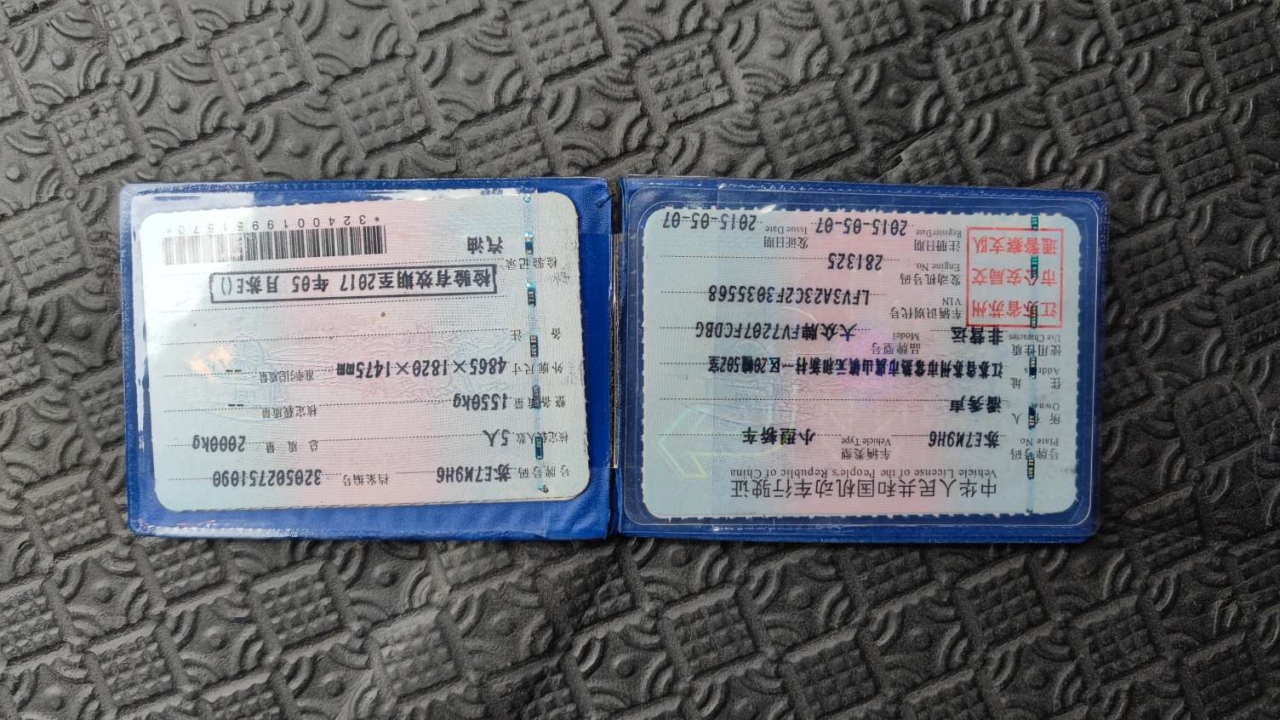 中华人民共和国机动车行驶证
Vehicle License of the People's Republic of China
号牌号码 Plate No. 苏E7M9H6 车辆类型 Vehicle Type 小型轿车
所有人 Owner 潘秀声
住址 Address 江苏省苏州市常熟市虞山镇元和新村一区20幢502室
使用性质 Use Character 非营运 品牌型号 Model 大众牌FV7207FCDBG
车辆识别代号 VIN LFV3A23C2F3035568
发动机号码 Engine No. 281325
注册日期 Register Date 2015-05-07 发证日期 Issue Date 2015-05-07
江苏省苏州
市公安局交
通警察支队
号牌号码 苏E7M9H6 档案编号 320502751090
核定载人数 5人 总质量 2000kg
整备质量 1550kg 核定载质量 --
外廓尺寸 4865×1820×1475mm 准牵引总质量 --
备注
检验有效期至2017年05月苏E()
检验记录
汽油